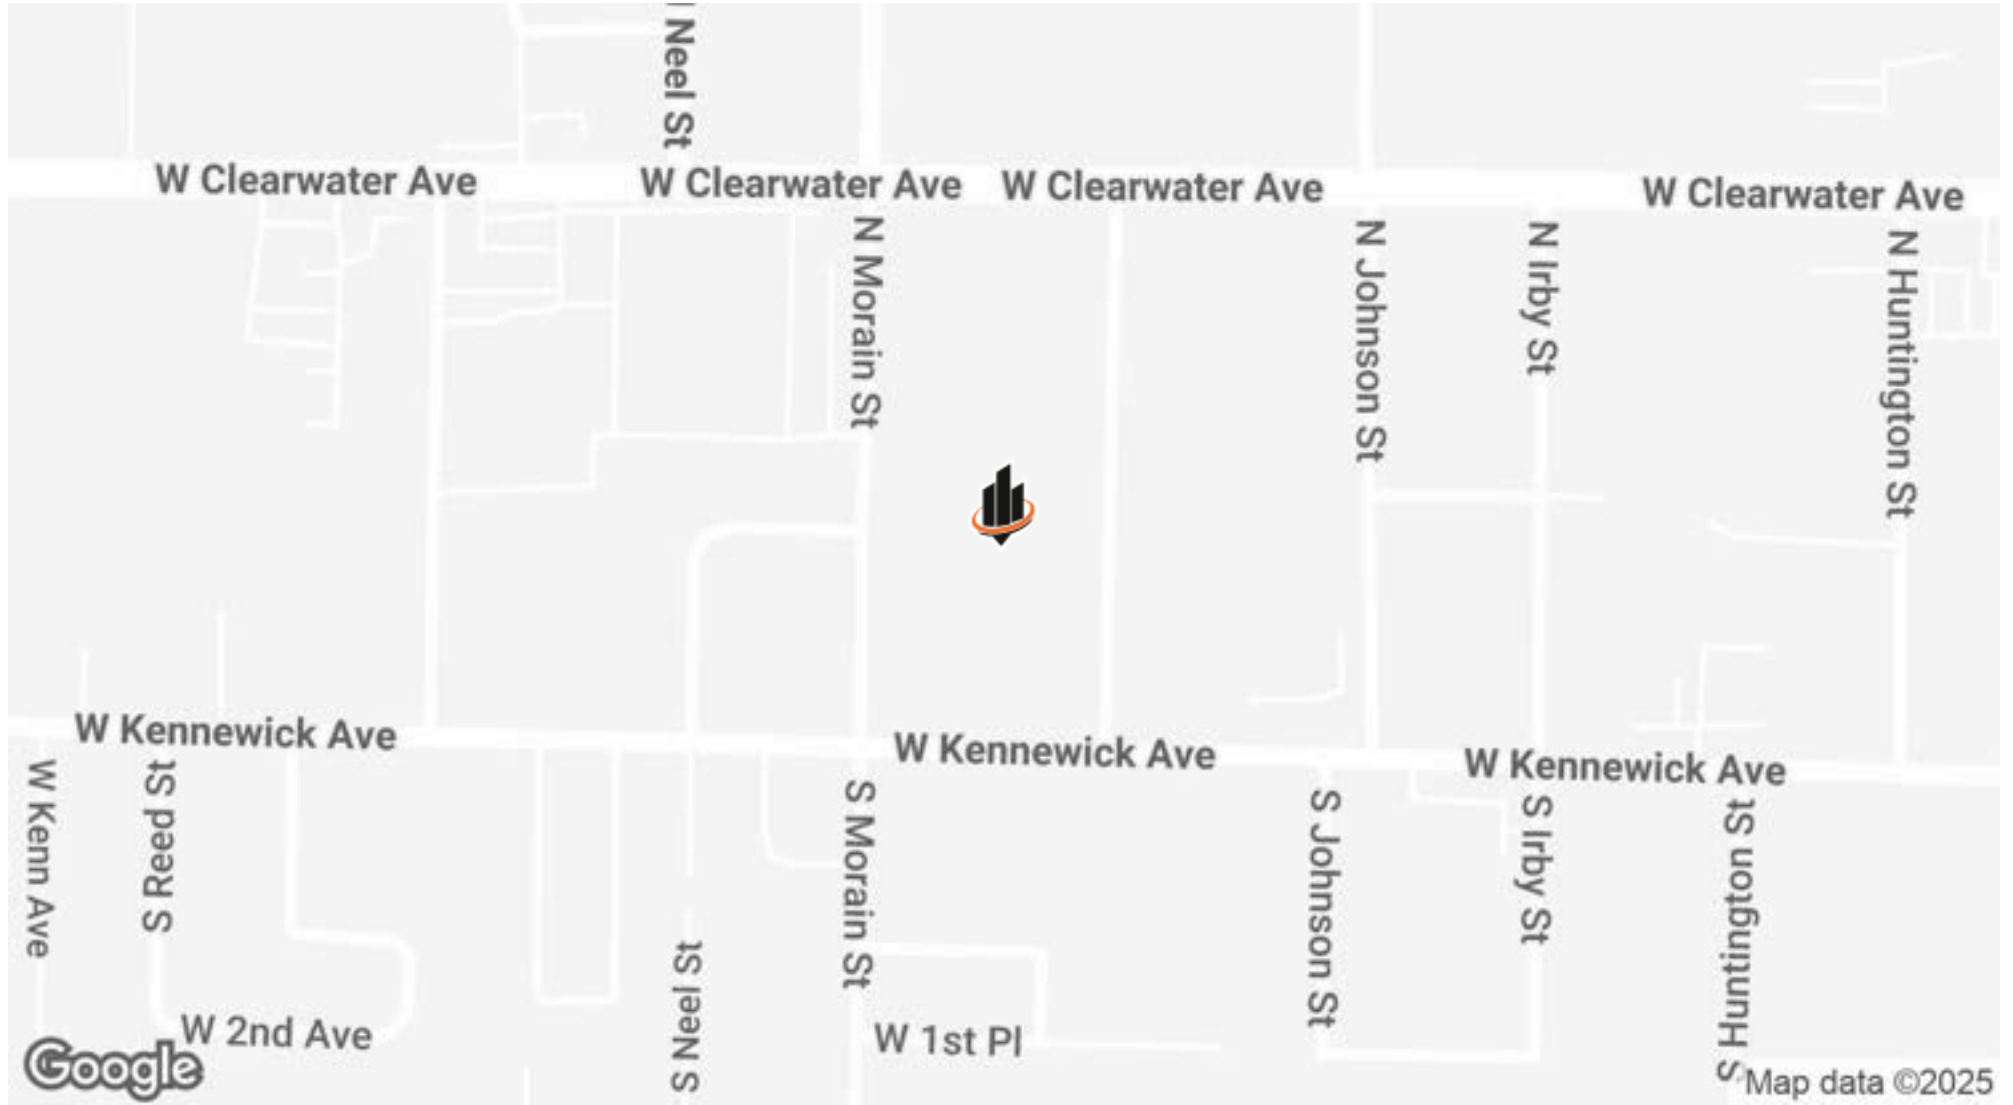 N Neel St
W Clearwater Ave
W Clearwater Ave
W Clearwater Ave
W Clearwater Ave
N Morain St
N Johnson St
N Irby St
N Huntington St
W Kennewick Ave
W Kennewick Ave
W Kennewick Ave
W Kenn Ave
S Reed St
S Neel St
S Morain St
S Johnson St
S Irby St
S Huntington St
W 2nd Ave
W 1st Pl
Google
Map data ©2025